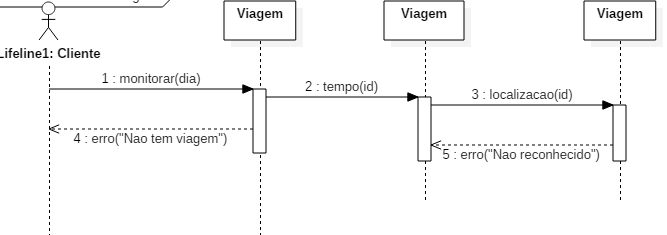 Viagem
Viagem
Viagem
Lifeline1: Cliente
1 : monitorar(dia)
2 : tempo(id)
3 : localizacao(id)
4 : erro("Nao tem viagem")
5 : erro("Nao reconhecido")